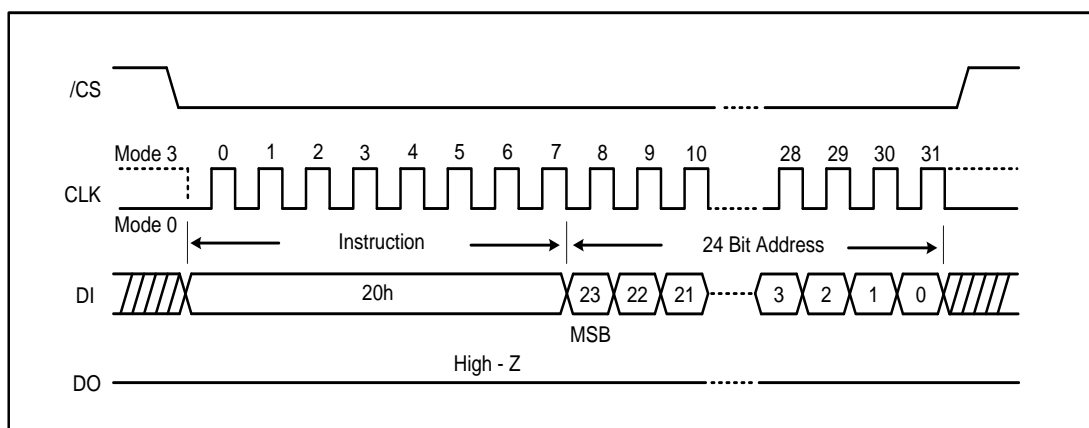 /CS
Mode 3 0 1 2 3 4 5 6 7 8 9 10 28 29 30 31
CLK
Mode 0
Instruction 24 Bit Address
DI 20h 23 22 21 3 2 1 0
MSB
High - Z
DO